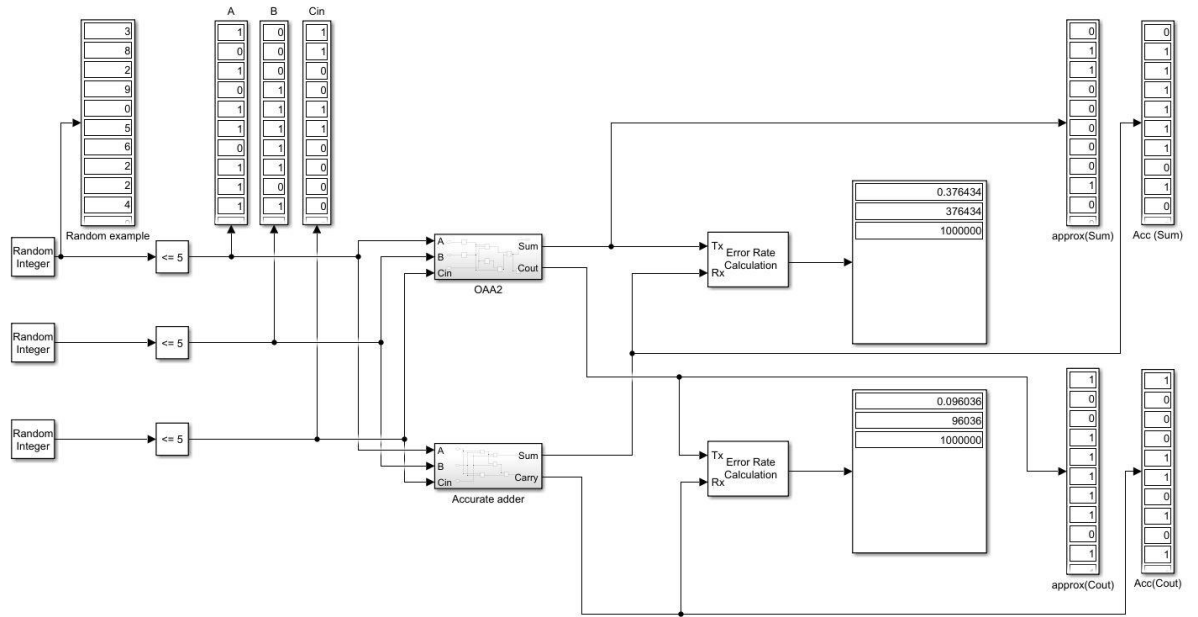 A B Cin
3
8
2
9
0
5
6
2
2
4
Random example
1
0
1
0
1
1
0
1
1
1
0
0
0
1
1
1
1
1
0
1
1
1
0
0
1
1
0
0
0
0
0
1
1
0
0
0
0
0
1
0
approx(Sum)
0
1
1
1
1
1
1
0
1
0
Acc (Sum)
Random
Integer
<= 5
Random
Integer
<= 5
Random
Integer
<= 5
A
B
Cin
Sum
Cout
OAA2
Tx
Rx
Error Rate
Calculation
0.376434
376434
1000000
A
B
Cin
Sum
Carry
Accurate adder
Tx
Rx
Error Rate
Calculation
0.096036
96036
1000000
1
0
0
1
1
1
1
1
0
1
approx(Cout)
1
0
0
0
1
1
0
1
0
1
Acc(Cout)